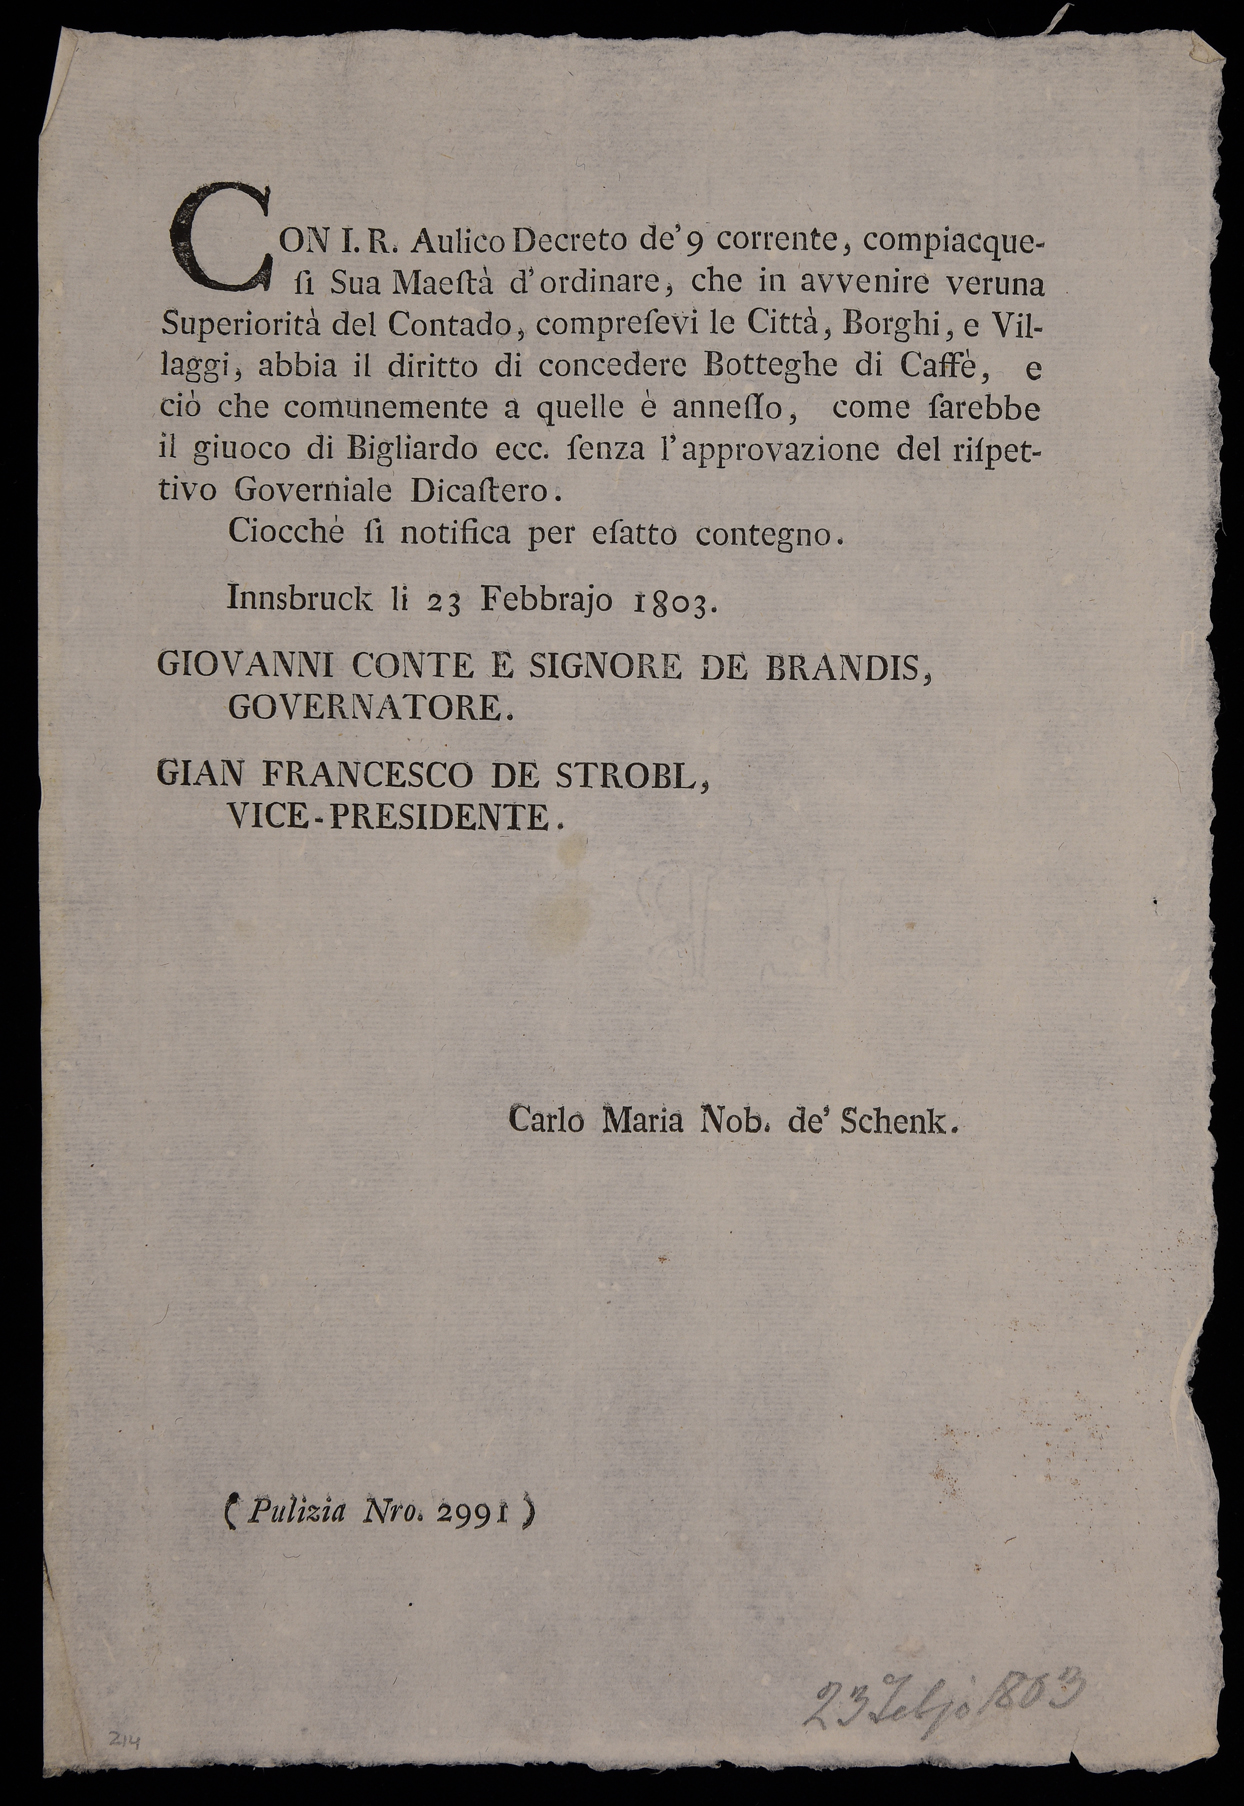 CON I. R. Aulico Decreto de' 9 corrente, compiacque-
ſi Sua Maeſtà d'ordinare, che in avvenire veruna
Superiorità del Contado, compreſevi le Città, Borghi, e Vil-
laggi, abbia il diritto di concedere Botteghe di Caffè, e
ciò che comunemente a quelle è anneſſo, come ſarebbe
il giuoco di Bigliardo ecc. ſenza l'approvazione del riſpet-
tivo Governiale Dicaſtero.
Ciocchè ſi notifica per eſatto contegno.
Innsbruck li 23 Febbrajo 1803.
GIOVANNI CONTE E SIGNORE DE BRANDIS,
GOVERNATORE.
GIAN FRANCESCO DE STROBL,
VICE-PRESIDENTE.
Carlo Maria Nob. de' Schenk.
( Pulizia Nro. 2991 )
23 Febjo 1803
214